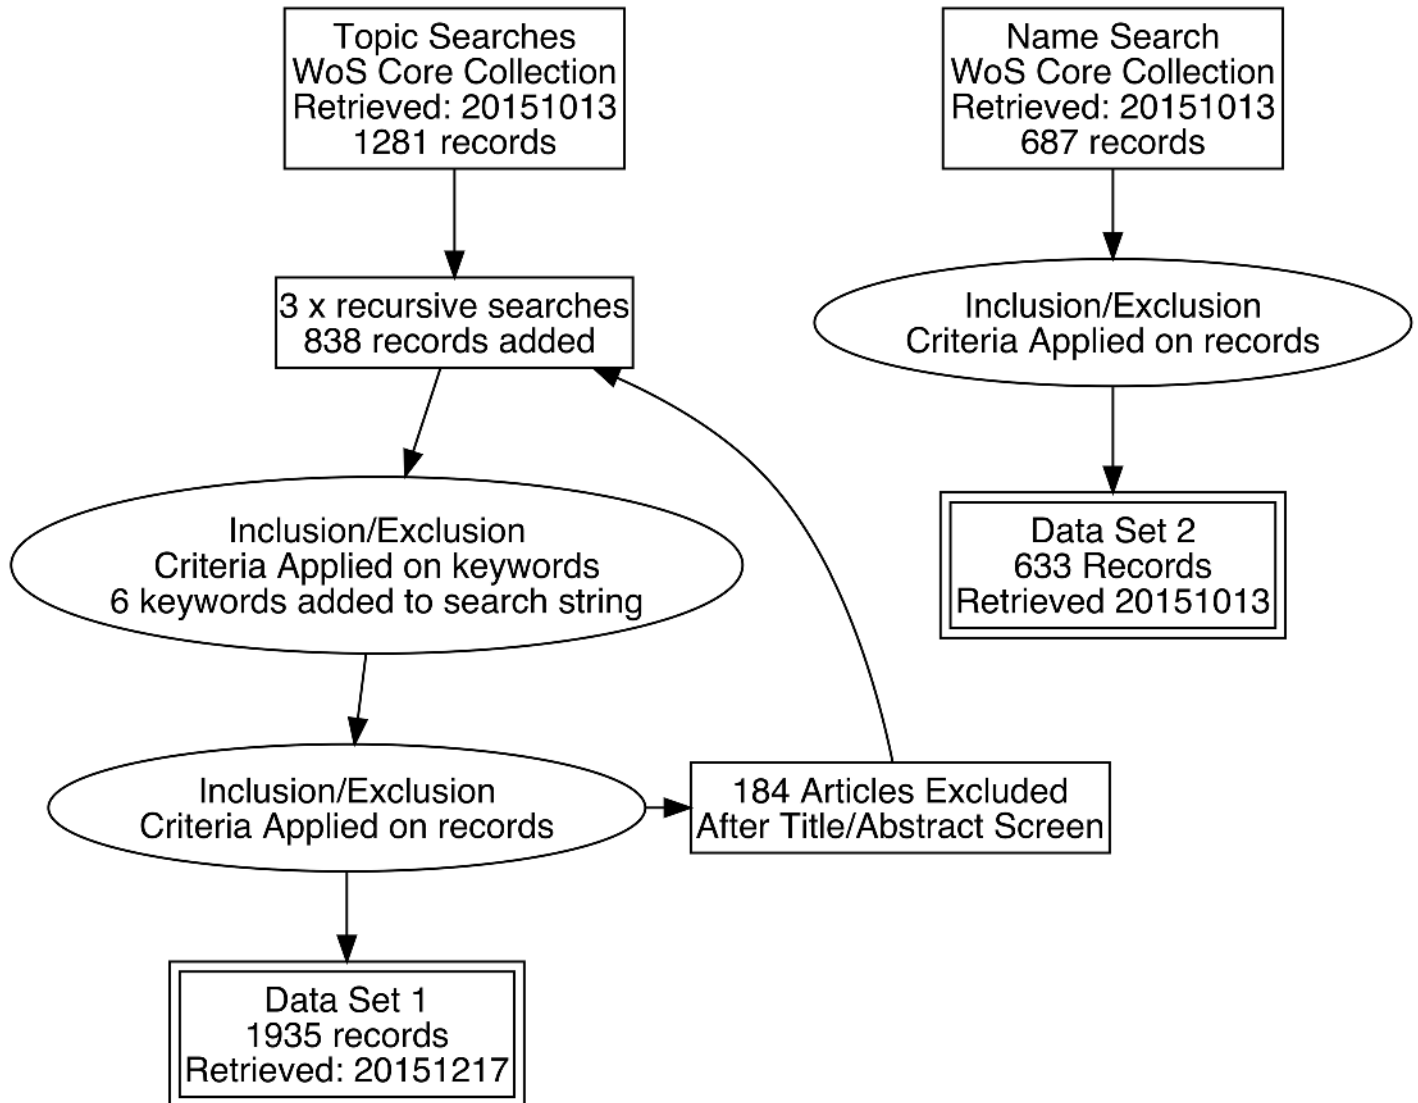 Topic Searches
WoS Core Collection
Retrieved: 20151013
1281 records
3 x recursive searches
838 records added
Inclusion/Exclusion
Criteria Applied on keywords
6 keywords added to search string
Inclusion/Exclusion
Criteria Applied on records
184 Articles Excluded
After Title/Abstract Screen
Data Set 1
1935 records
Retrieved: 20151217
Name Search
WoS Core Collection
Retrieved: 20151013
687 records
Inclusion/Exclusion
Criteria Applied on records
Data Set 2
633 Records
Retrieved 20151013